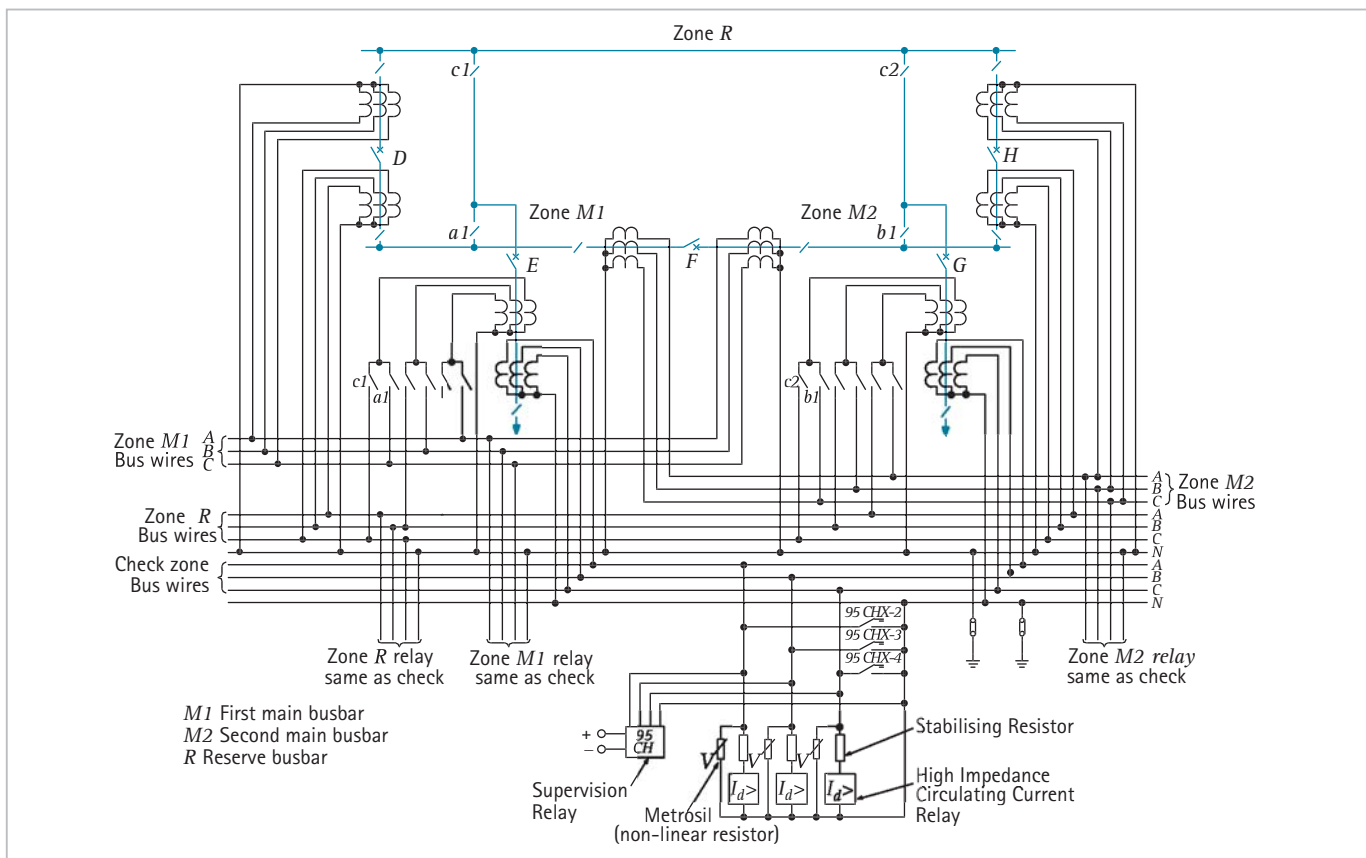 Zone R
c1
c2
D
H
Zone M1
Zone M2
a1
b1
F
E
G
c1
a1
c2
b1
Zone M1
Bus wires
A
B
C
A
B
C
Zone M2
Bus wires
Zone R
Bus wires
A
B
C
N
Check zone
Bus wires
A
B
C
N
95 CHX-2
95 CHX-3
95 CHX-4
Zone R relay
same as check
Zone M1 relay
same as check
Zone M2 relay
same as check
M1 First main busbar
M2 Second main busbar
R Reserve busbar
+
–
95
CH
Supervision
Relay
V
V
V
Id>
Id>
Id>
Metrosil
(non-linear resistor)
Stabilising Resistor
High Impedance
Circulating Current
Relay